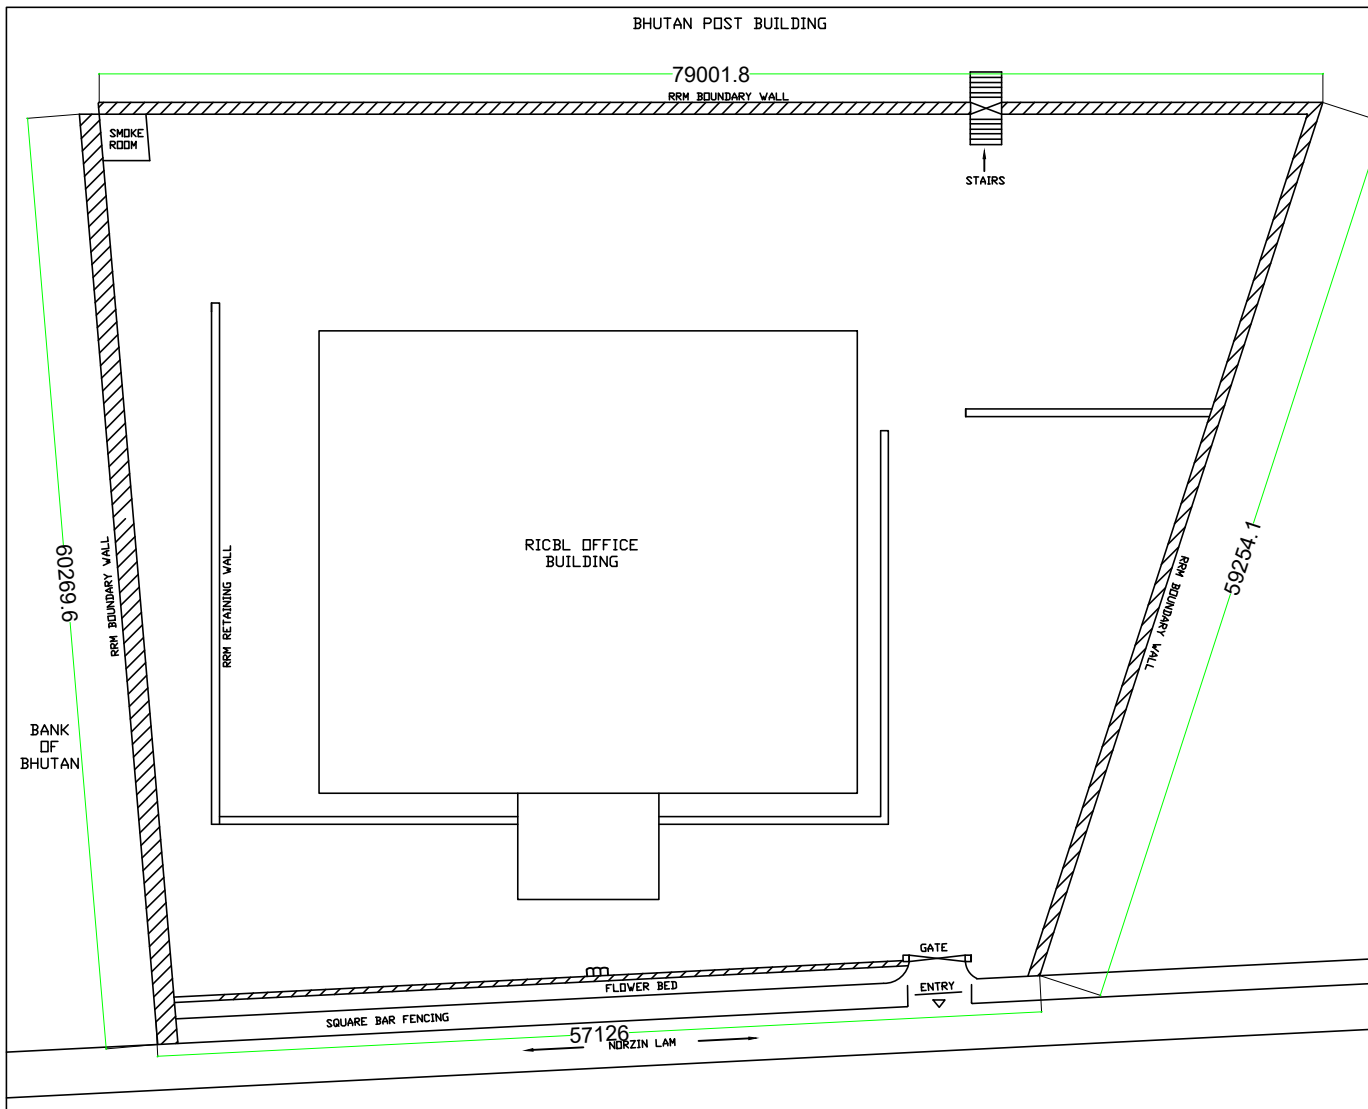 BHUTAN POST BUILDING
79001.8
RRM BOUNDARY WALL
SMOKE
ROOM
STAIRS
RICBL OFFICE
BUILDING
60269.6
RRM BOUNDARY WALL
RRM RETAINING WALL
59254.1
RRM BOUNDARY WALL
BANK
OF
BHUTAN
GATE
FLOWER BED
ENTRY
SQUARE BAR FENCING
57126
NORZIN LAM